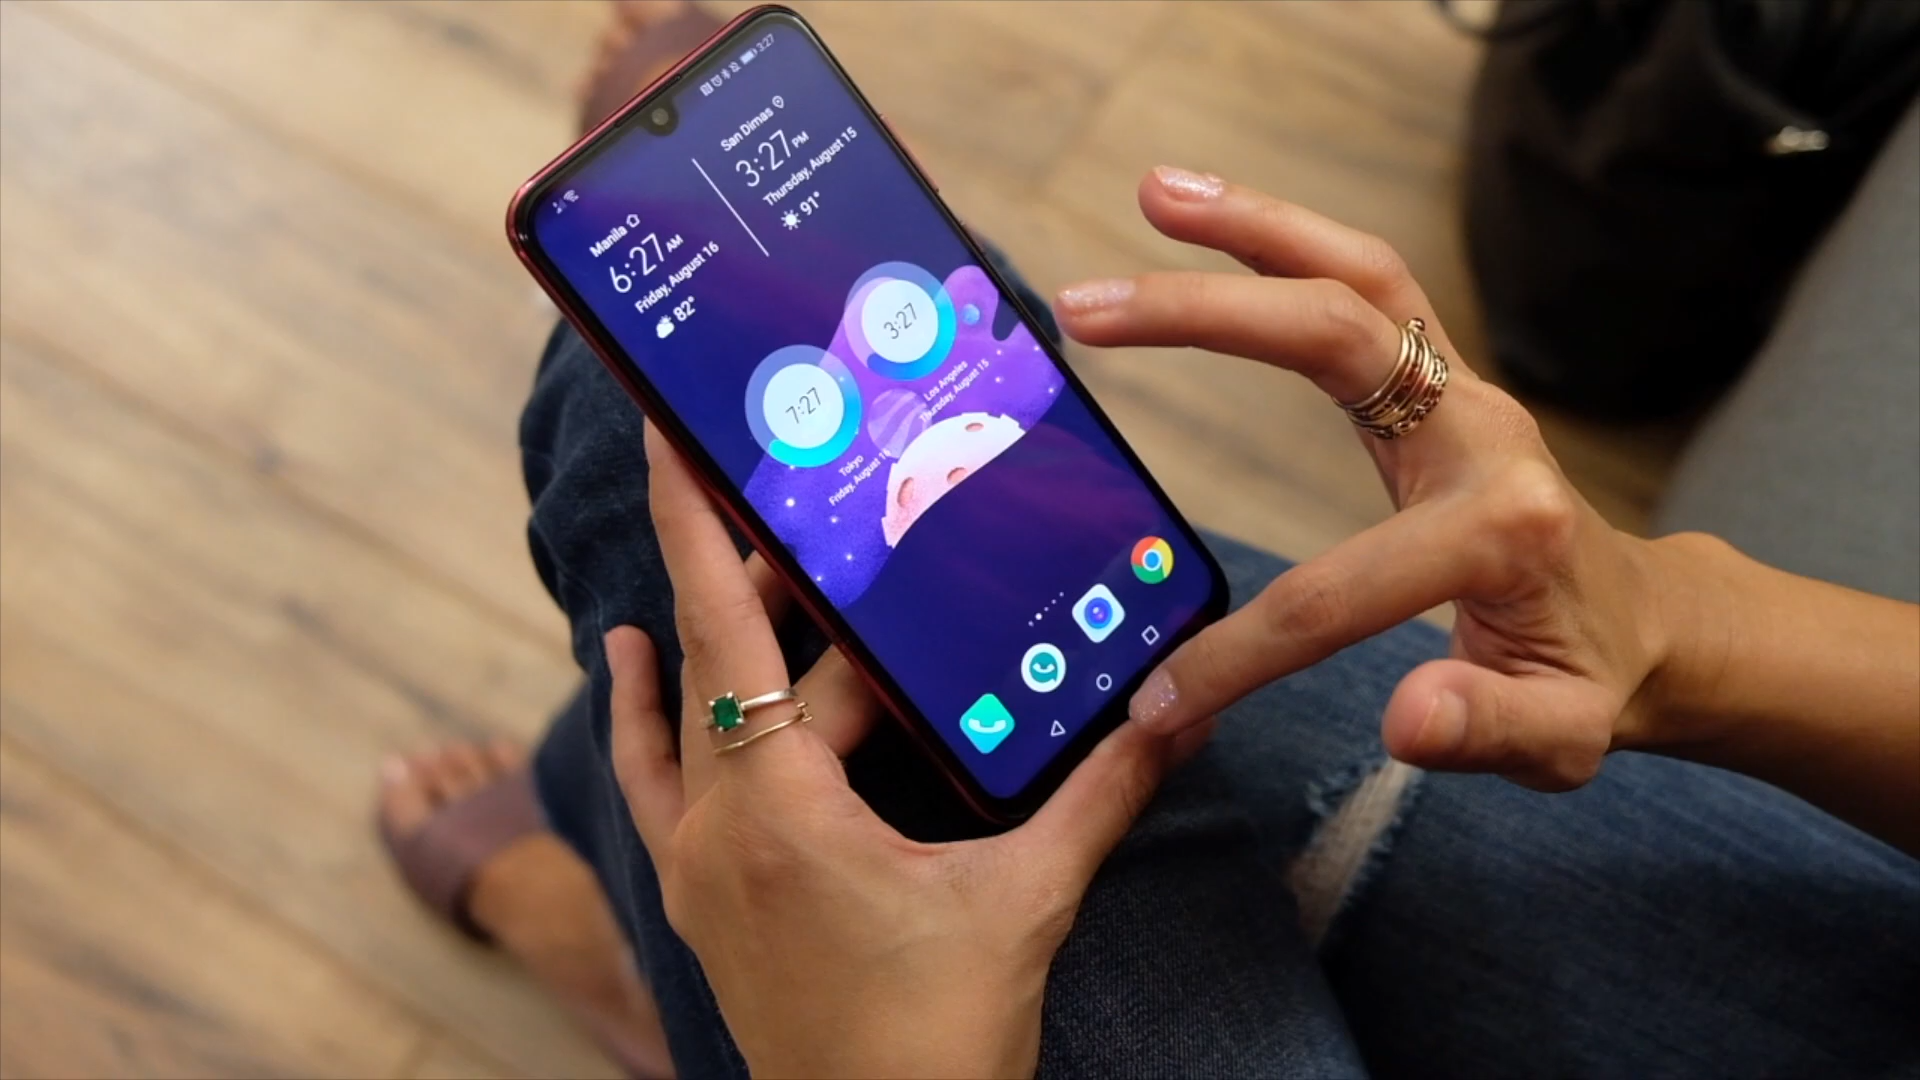 3:27
San Dimas
3:27 PM
Thursday, August 15
91°
Manila
6:27 AM
Friday, August 16
82°
3:27
Los Angeles
Thursday, August 15
7:27
Tokyo
Friday, August 16